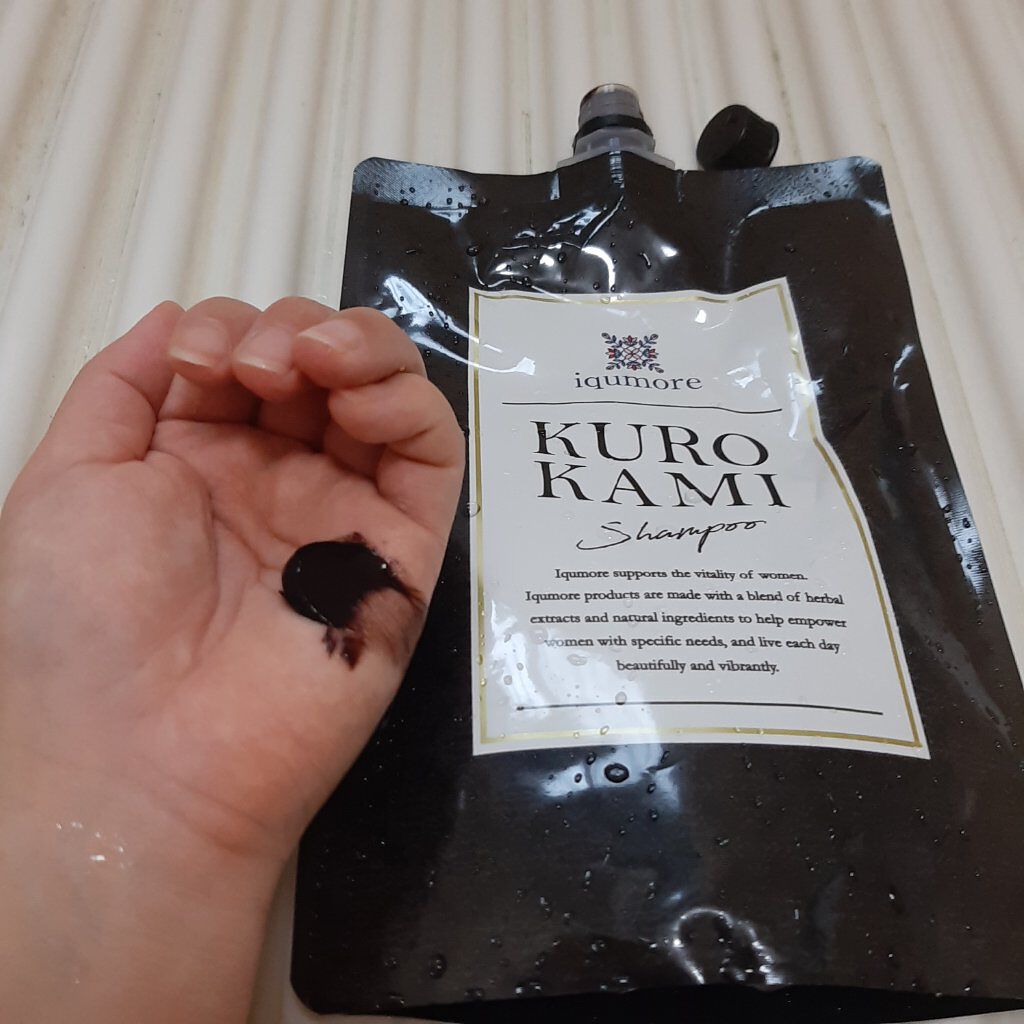 iqumore
KURO
KAMI
Shampoo
Iqumore supports the vitality of women.
Iqumore products are made with a blend of herbal
extracts and natural ingredients to help empower
women with specific needs, and live each day
beautifully and vibrantly.